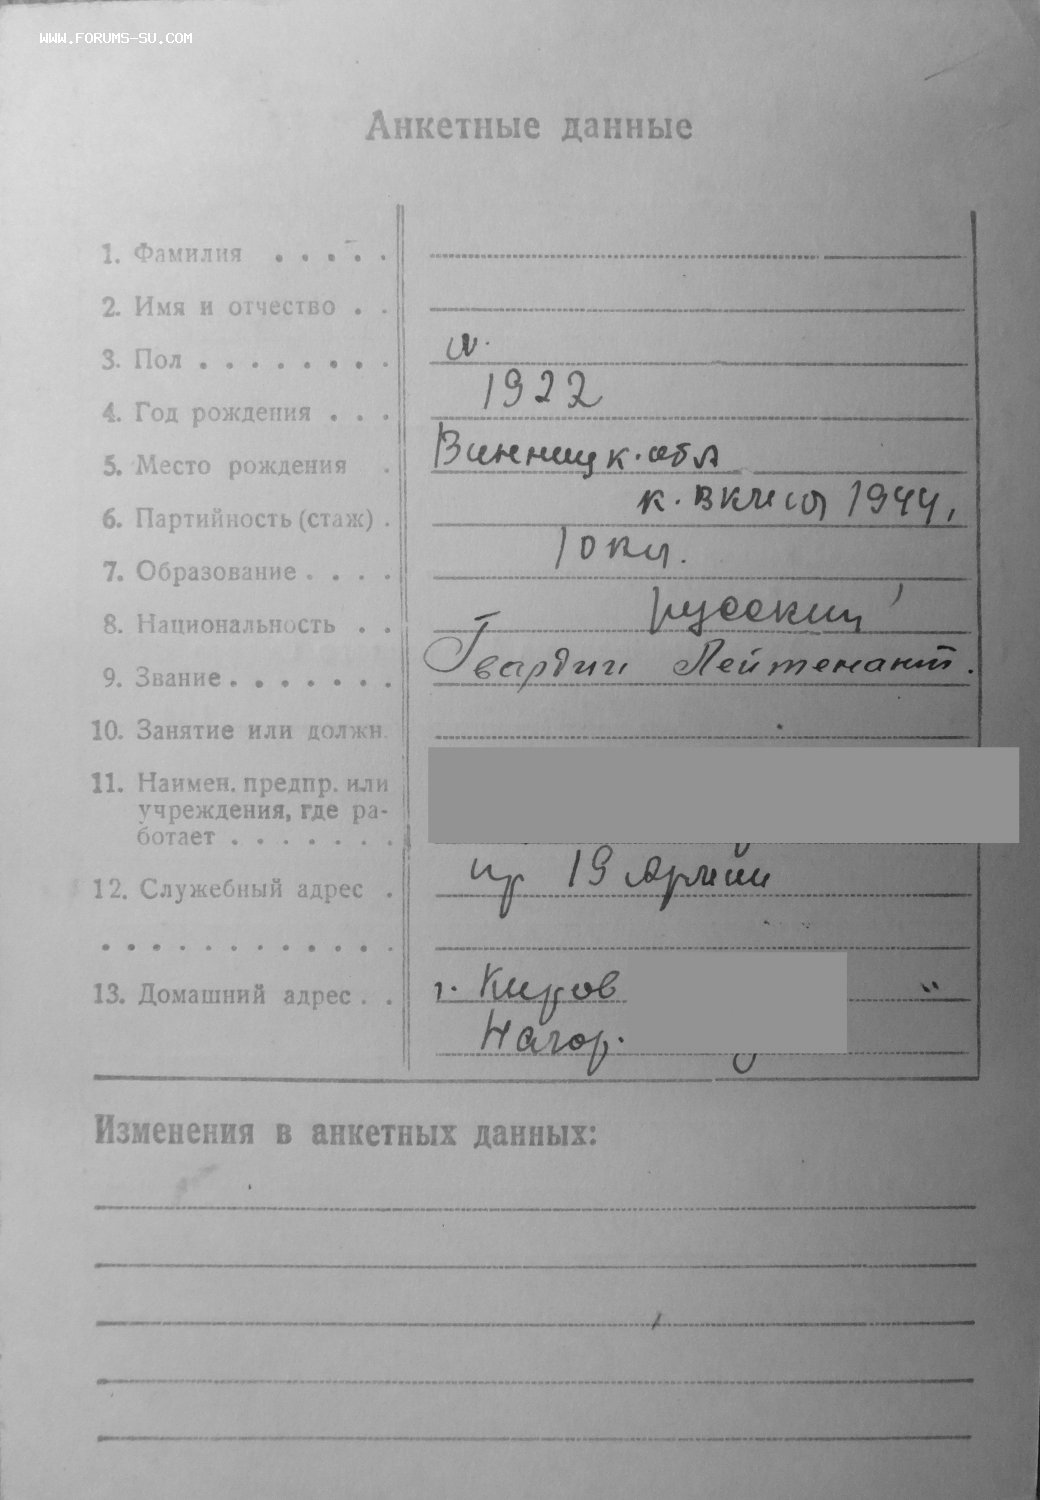 WWW.FORUMS-SU.COM
Анкетные данные
1. Фамилия . . . . .
2. Имя и отчество . .
3. Пол . . . . . . . . м.
4. Год рождения . . . 1922
5. Место рождения . Винницк. обл
6. Партийность (стаж) . 1944,
7. Образование . . . . 10 кл.
8. Национальность . . русский
9. Звание . . . . . . . Гвардии Лейтенант.
10. Занятие или должн.
11. Наимен. предпр. или
учреждения, где ра-
ботает . . . . . . .
12. Служебный адрес . 19 Армии
. . . . . . . . . . . .
13. Домашний адрес . . г. Киров
Нагор.
Изменения в анкетных данных: